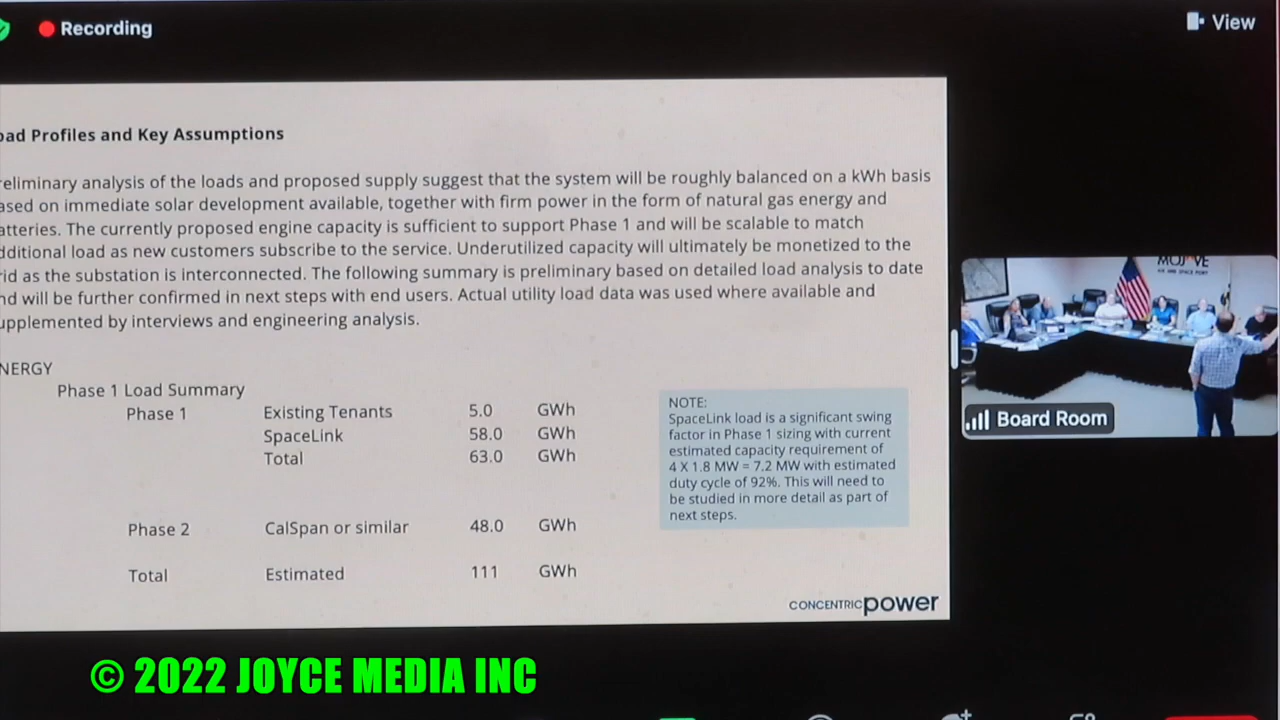 Recording
View
oad Profiles and Key Assumptions
reliminary analysis of the loads and proposed supply suggest that the system will be roughly balanced on a kWh basis
ased on immediate solar development available, together with firm power in the form of natural gas energy and
atteries. The currently proposed engine capacity is sufficient to support Phase 1 and will be scalable to match
dditional load as new customers subscribe to the service. Underutilized capacity will ultimately be monetized to the
rid as the substation is interconnected. The following summary is preliminary based on detailed load analysis to date
nd will be further confirmed in next steps with end users. Actual utility load data was used where available and
upplemented by interviews and engineering analysis.
NERGY
Phase 1 Load Summary
Phase 1 Existing Tenants 5.0 GWh
SpaceLink 58.0 GWh
Total 63.0 GWh
Phase 2 CalSpan or similar 48.0 GWh
Total Estimated 111 GWh
NOTE:
SpaceLink load is a significant swing
factor in Phase 1 sizing with current
estimated capacity requirement of
4 X 1.8 MW = 7.2 MW with estimated
duty cycle of 92%. This will need to
be studied in more detail as part of
next steps.
CONCENTRIC power
MOJAVE
AIR AND SPACE PORT
Board Room
© 2022 JOYCE MEDIA INC